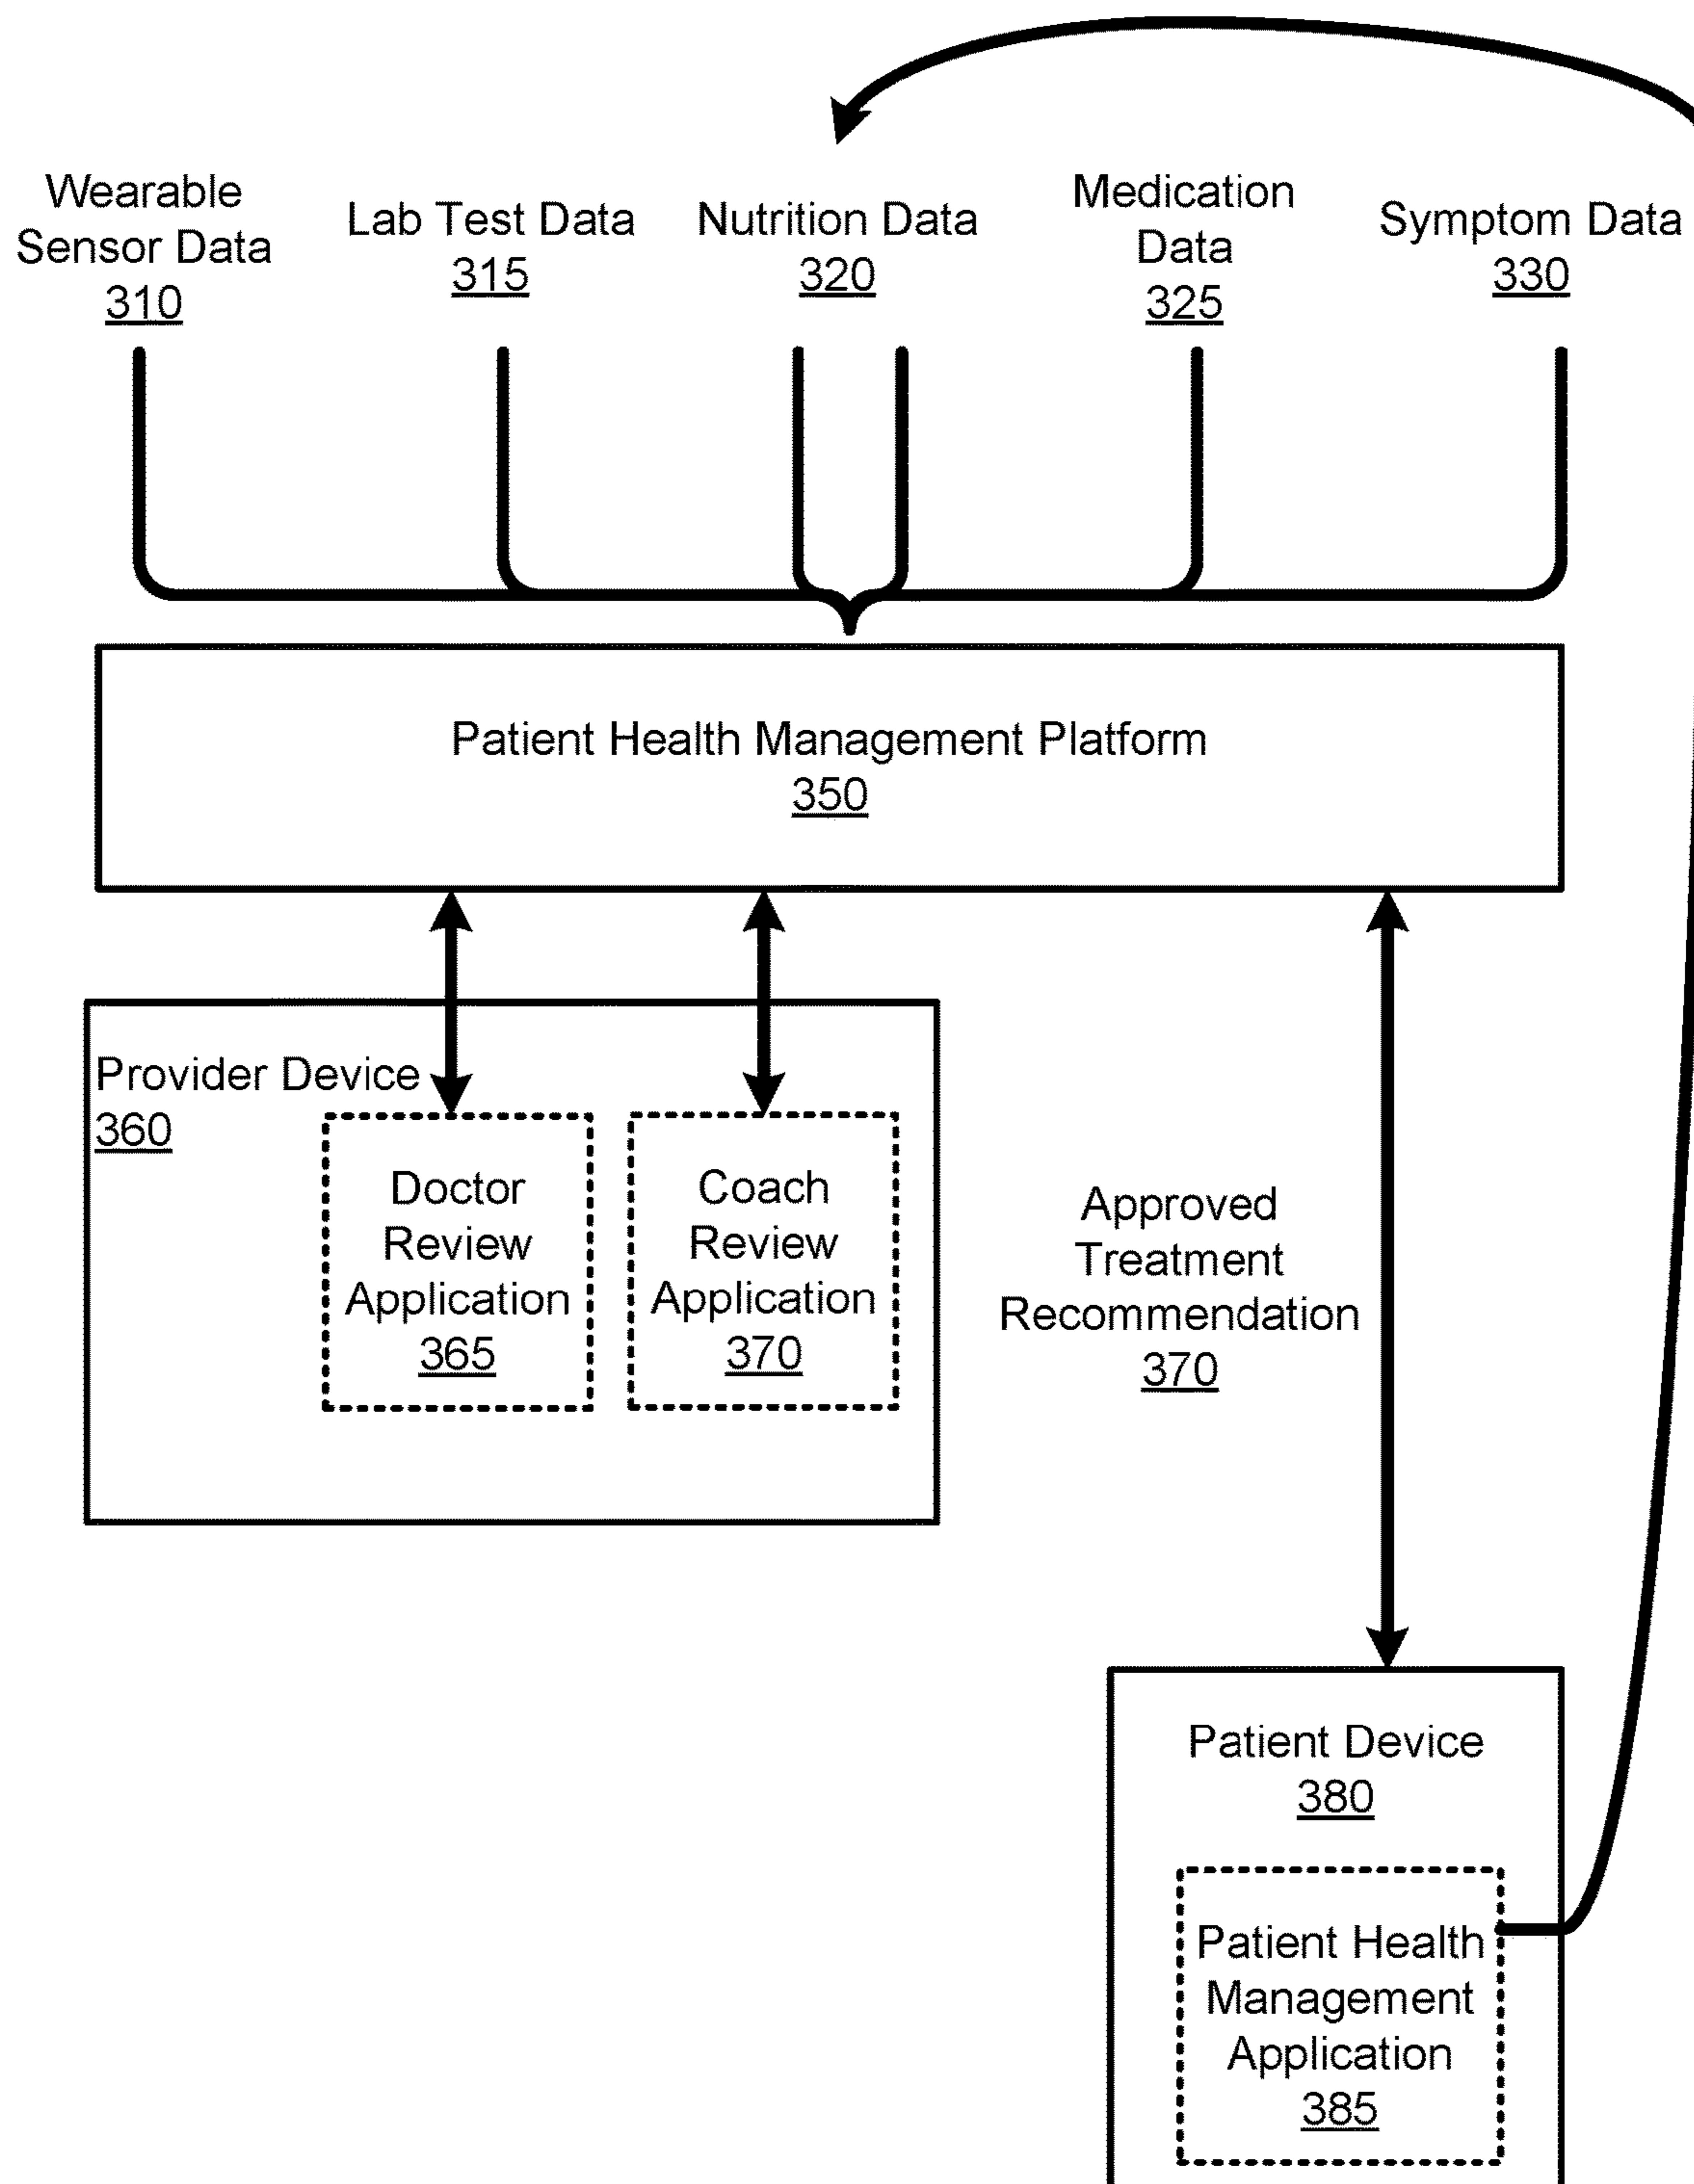 Wearable
Sensor Data
310
Lab Test Data
315
Nutrition Data
320
Medication
Data
325
Symptom Data
330
Patient Health Management Platform
350
Provider Device
360
Doctor
Review
Application
365
Coach
Review
Application
370
Approved
Treatment
Recommendation
370
Patient Device
380
Patient Health
Management
Application
385